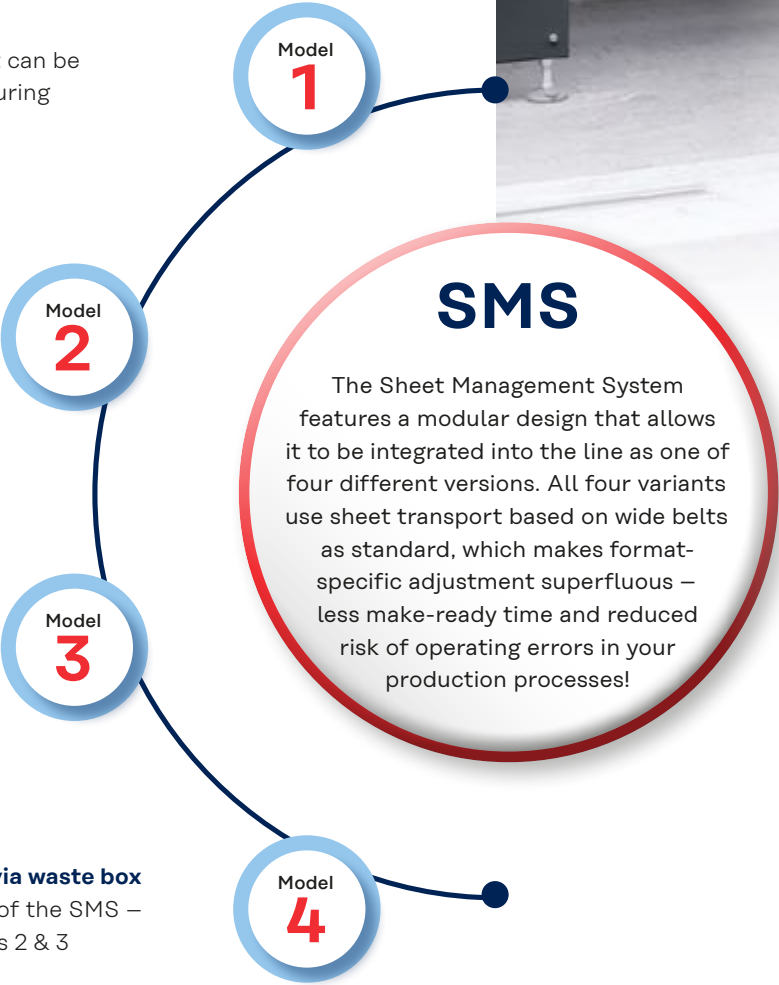 can be
uring
Model
1
Model
2
SMS
The Sheet Management System
features a modular design that allows
it to be integrated into the line as one of
four different versions. All four variants
use sheet transport based on wide belts
as standard, which makes format-
specific adjustment superfluous –
less make-ready time and reduced
risk of operating errors in your
production processes!
Model
3
via waste box
of the SMS –
s 2 & 3
Model
4